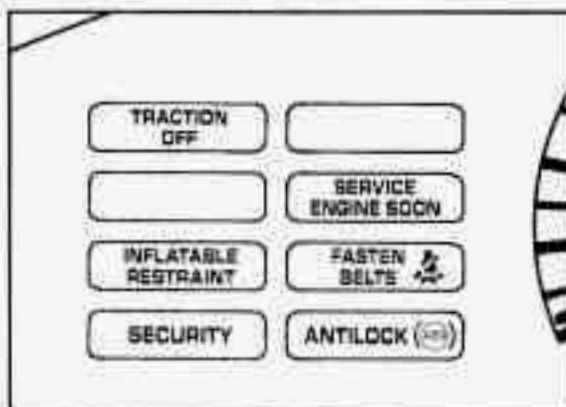 TRACTION
OFF
SERVICE
ENGINE SOON
INFLATABLE
RESTRAINT
FASTEN
BELTS
SECURITY
ANTILOCK